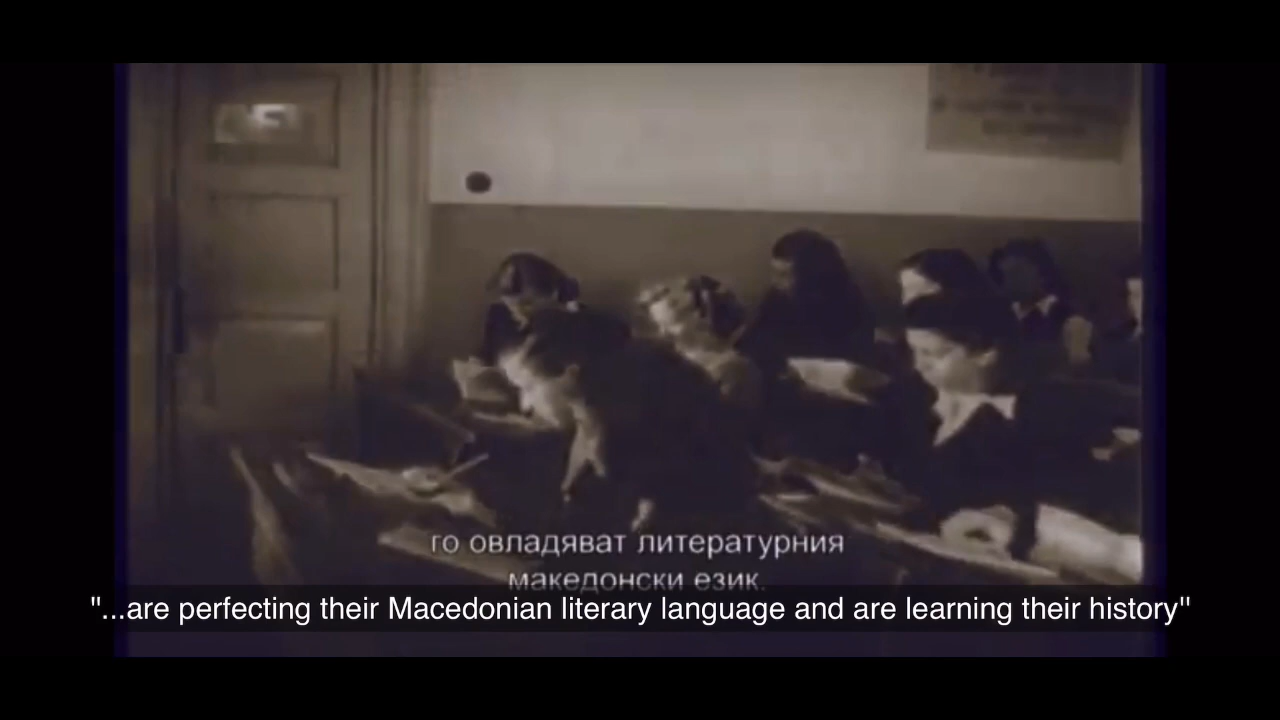 го овладяват литературния
македонски език.
"...are perfecting their Macedonian literary language and are learning their history"